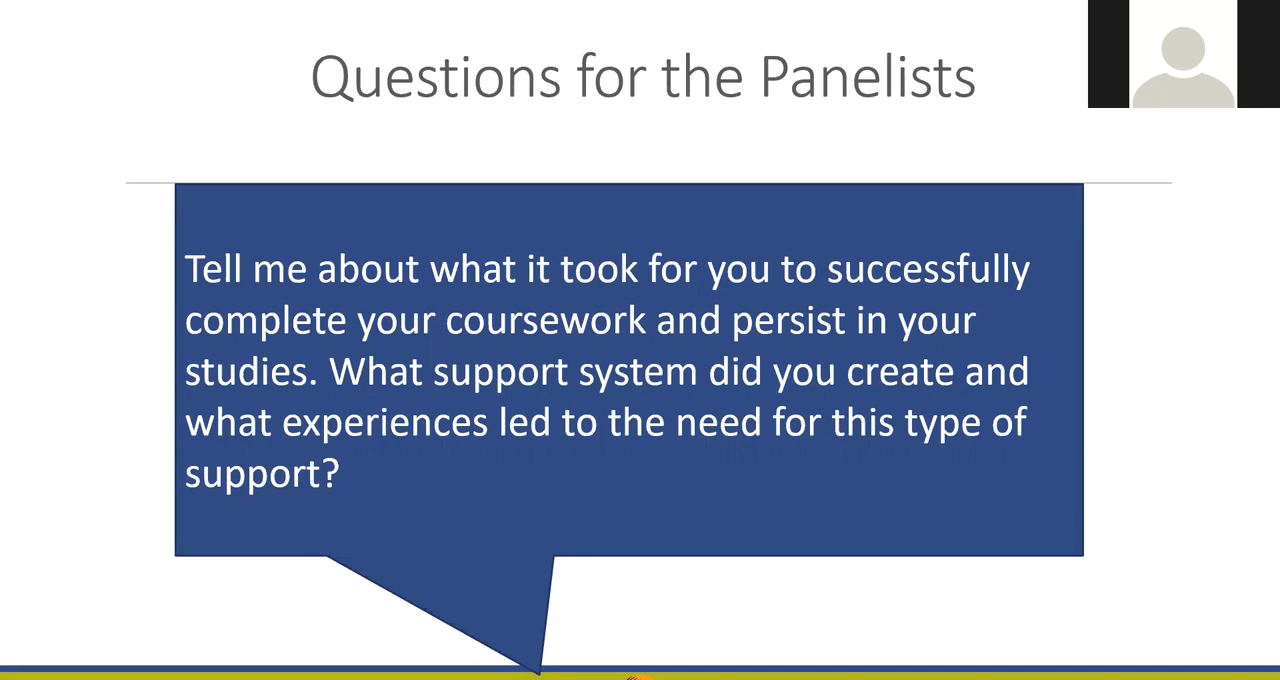 Questions for the Panelists
Tell me about what it took for you to successfully
complete your coursework and persist in your
studies. What support system did you create and
what experiences led to the need for this type of
support?